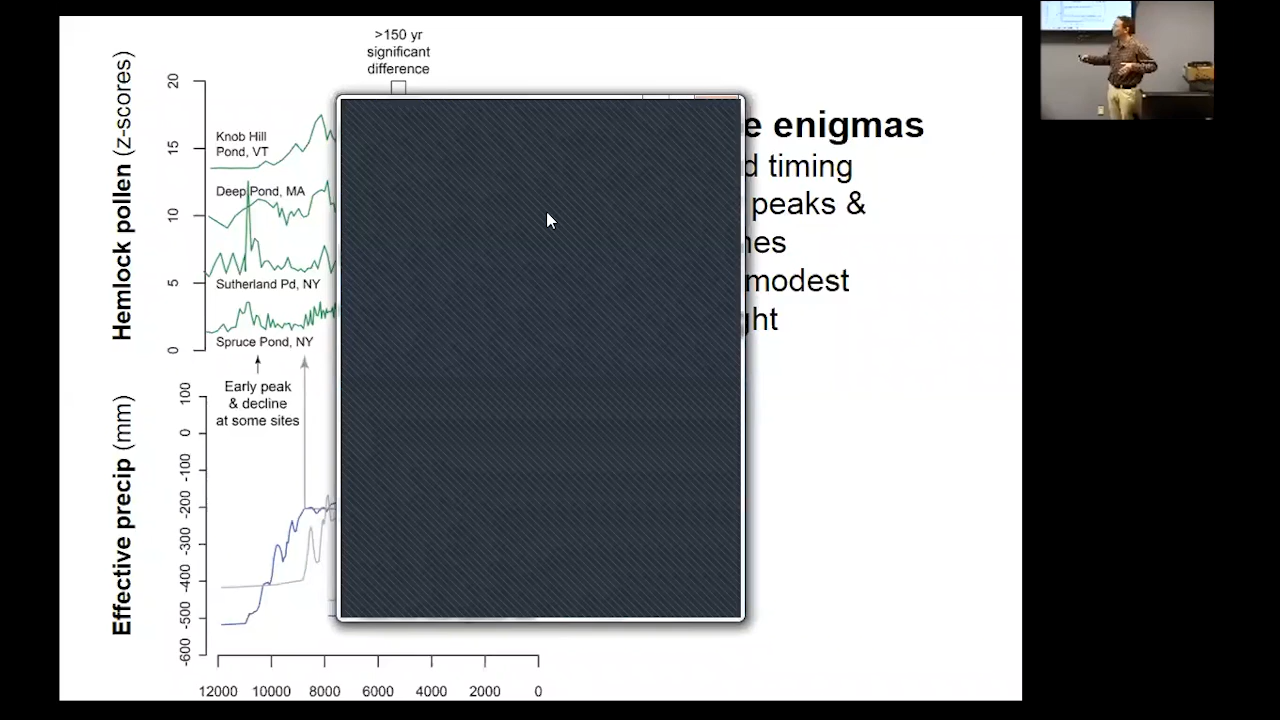 >150 yr
significant
difference
Hemlock pollen (z-scores)
20
15
10
5
0
Knob Hill
Pond, VT
Deep Pond, MA
Sutherland Pd, NY
Spruce Pond, NY
Early peak
& decline
at some sites
Effective precip (mm)
100
0
-100
-200
-300
-400
-500
-600
12000 10000 8000 6000 4000 2000 0
enigmas
timing
peaks &
modest